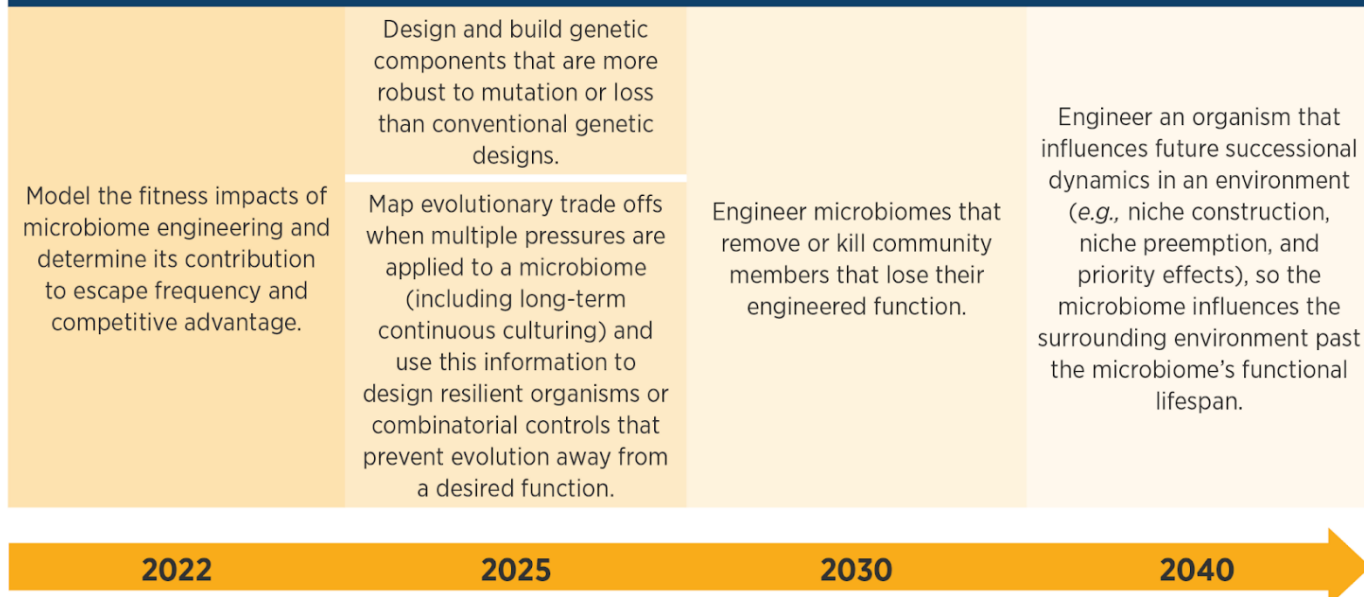 Model the fitness impacts of
microbiome engineering and
determine its contribution
to escape frequency and
competitive advantage.
Design and build genetic
components that are more
robust to mutation or loss
than conventional genetic
designs.
Map evolutionary trade offs
when multiple pressures are
applied to a microbiome
(including long-term
continuous culturing) and
use this information to
design resilient organisms or
combinatorial controls that
prevent evolution away from
a desired function.
Engineer microbiomes that
remove or kill community
members that lose their
engineered function.
Engineer an organism that
influences future successional
dynamics in an environment
(e.g., niche construction,
niche preemption, and
priority effects), so the
microbiome influences the
surrounding environment past
the microbiome’s functional
lifespan.
2022
2025
2030
2040